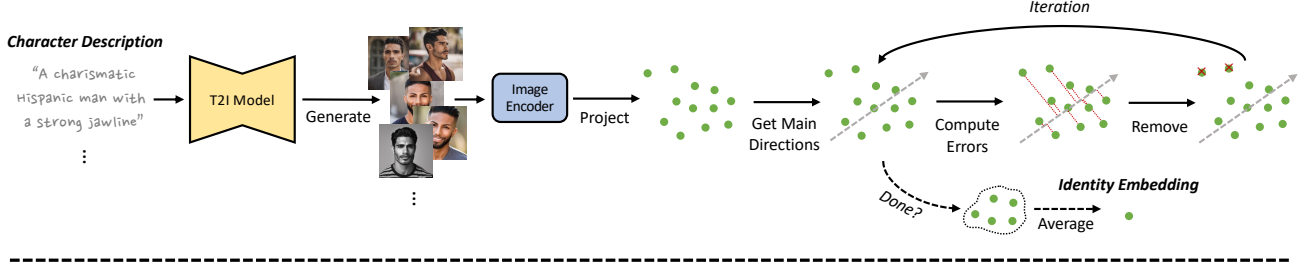 Iteration
Character Description
“A charismatic
Hispanic man with
a strong jawline”
⋮
T2I Model
Generate
⋮
Image
Encoder
Project
Get Main
Directions
Compute
Errors
Remove
Done?
Identity Embedding
Average